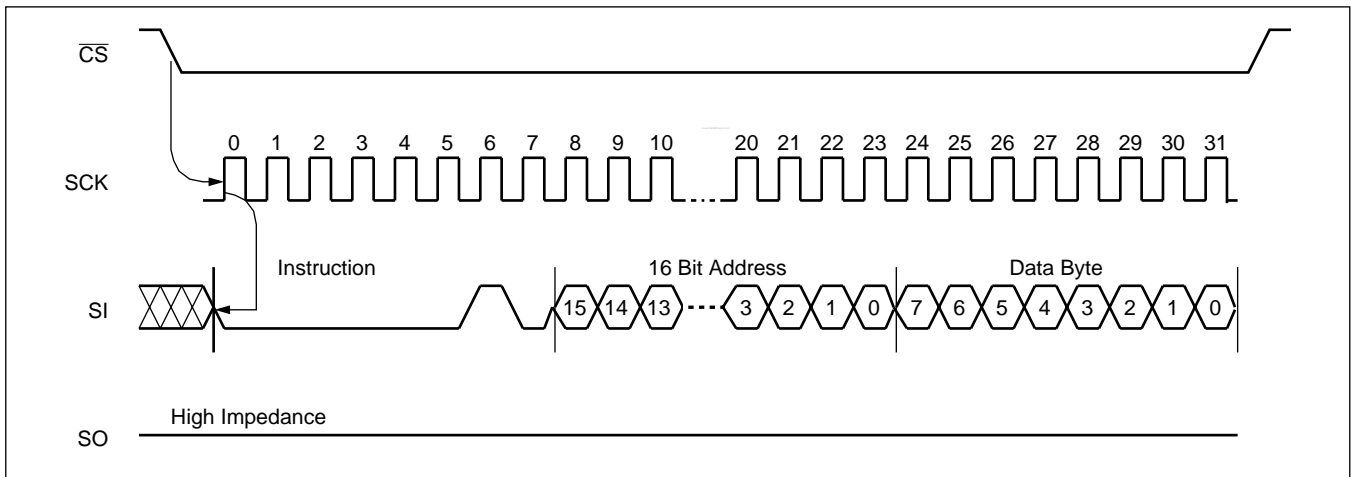 CS
0 1 2 3 4 5 6 7 8 9 10 20 21 22 23 24 25 26 27 28 29 30 31
SCK
Instruction 16 Bit Address Data Byte
SI 15 14 13 3 2 1 0 7 6 5 4 3 2 1 0
High Impedance
SO